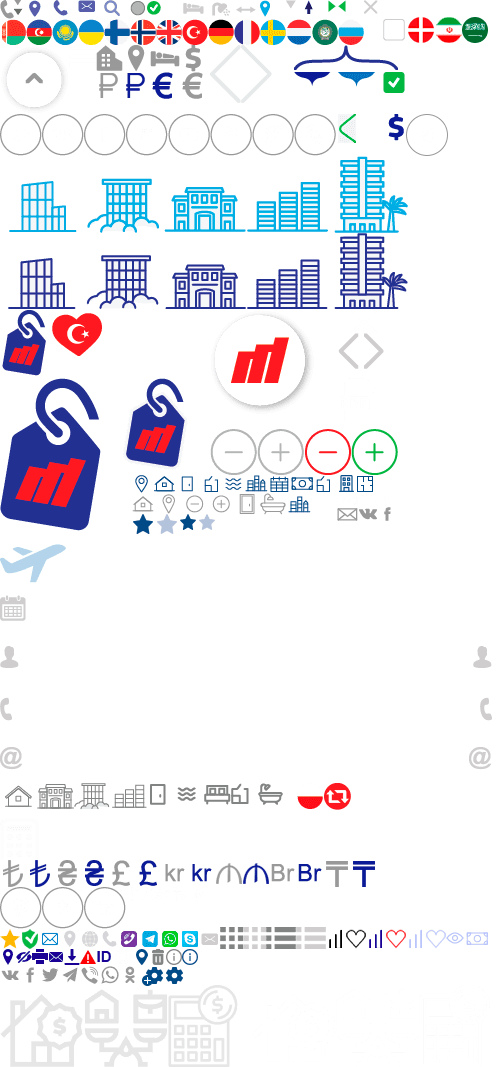 $
₽ ₽ € €
$
@ @
₺ ₺ ₴ ₴ £ £ kr kr ₼ ₼ Br Br ₸ ₸
ID